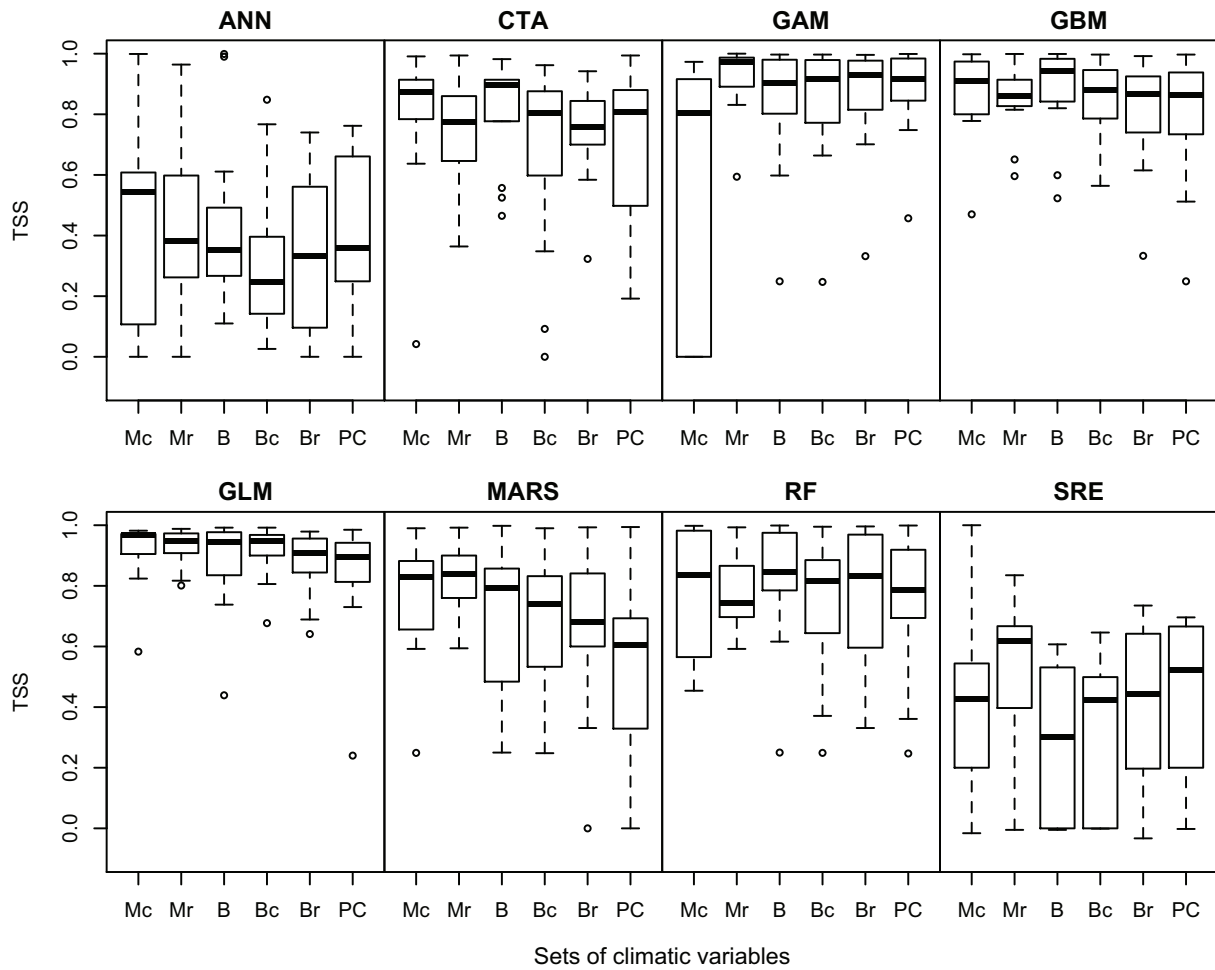 ANN CTA GAM GBM
TSS
1.0
0.8
0.6
0.4
0.2
0.0
Mc Mr B Bc Br PC Mc Mr B Bc Br PC Mc Mr B Bc Br PC Mc Mr B Bc Br PC
GLM MARS RF SRE
TSS
1.0
0.8
0.6
0.4
0.2
0.0
Mc Mr B Bc Br PC Mc Mr B Bc Br PC Mc Mr B Bc Br PC Mc Mr B Bc Br PC
Sets of climatic variables